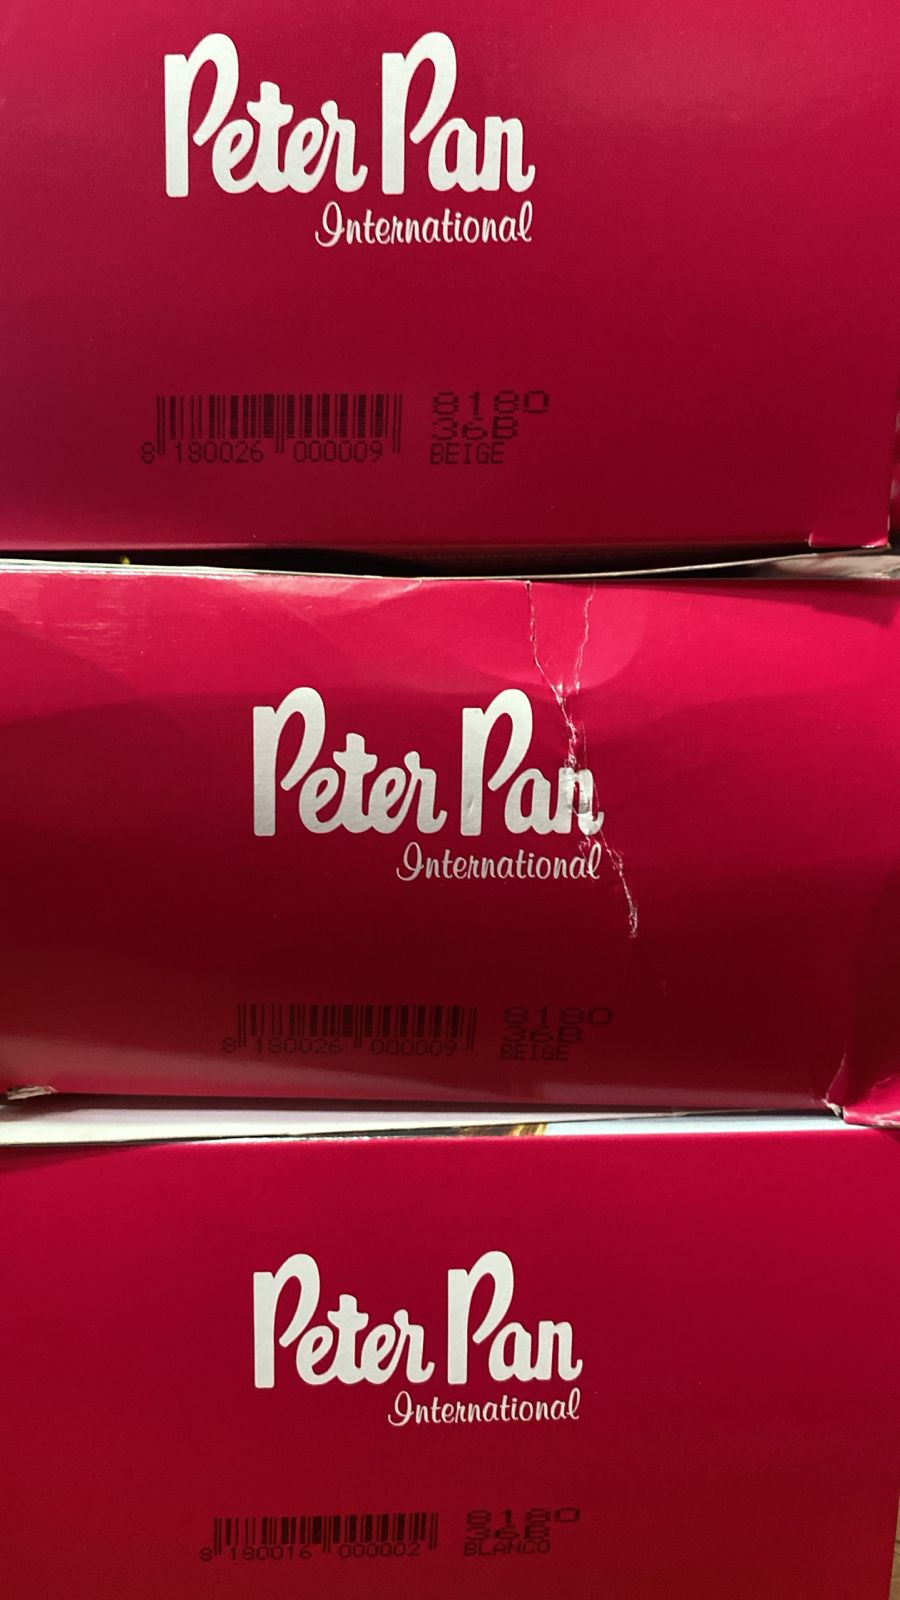 Peter Pan
International
8 180026 000009
8180
36B
BEIGE
Peter Pan
International
8 180026 000009
8180
36B
BEIGE
Peter Pan
International
8 180016 000002
8180
36B
BLANCO